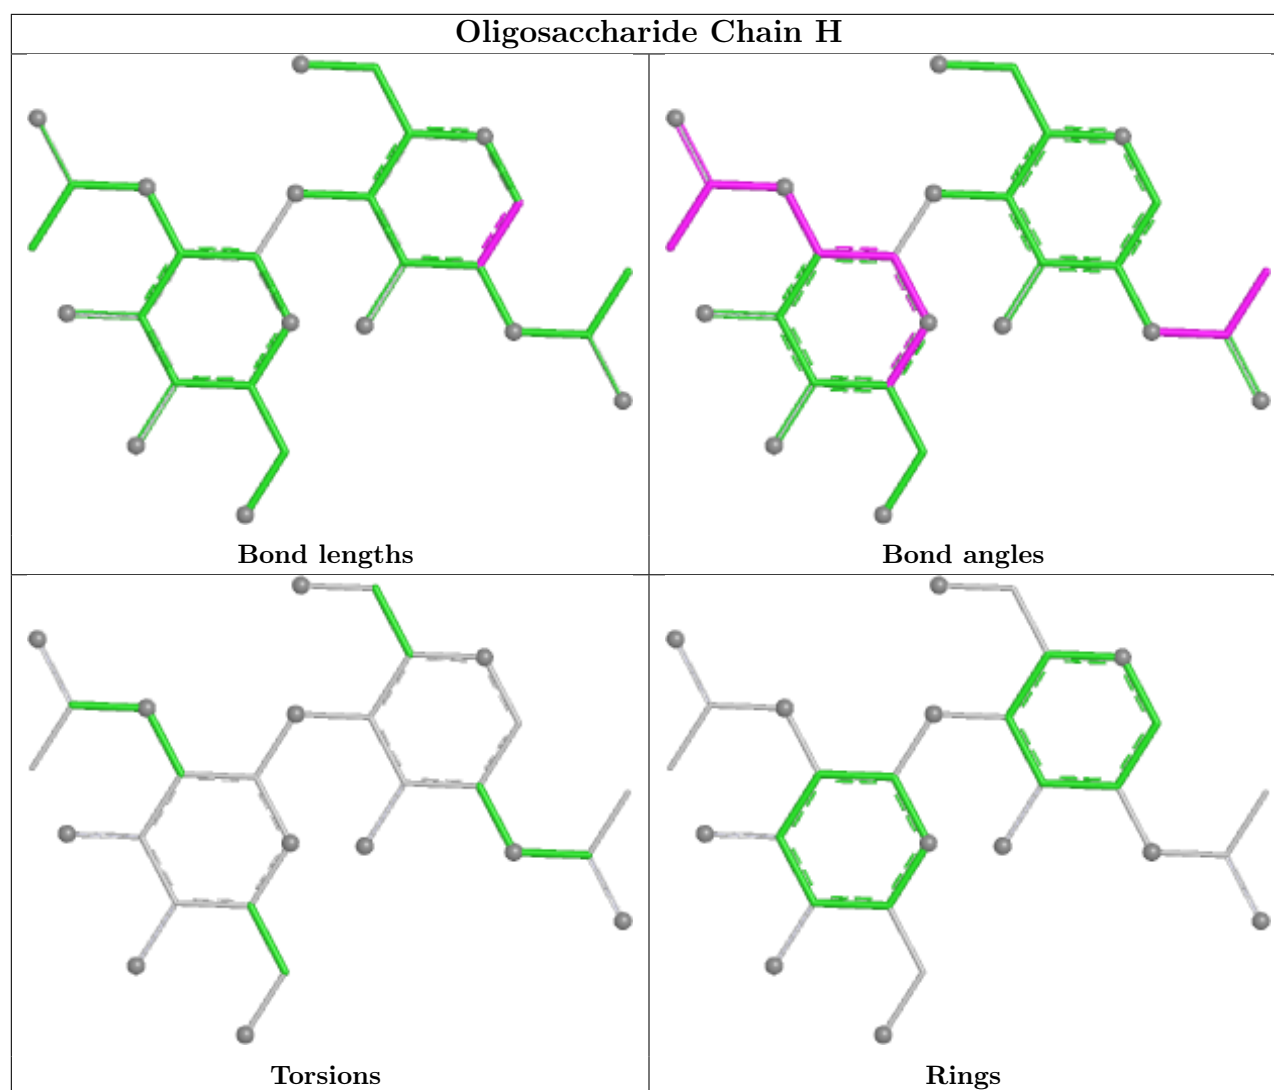 Oligosaccharide Chain H
Bond lengths
Bond angles
Torsions
Rings